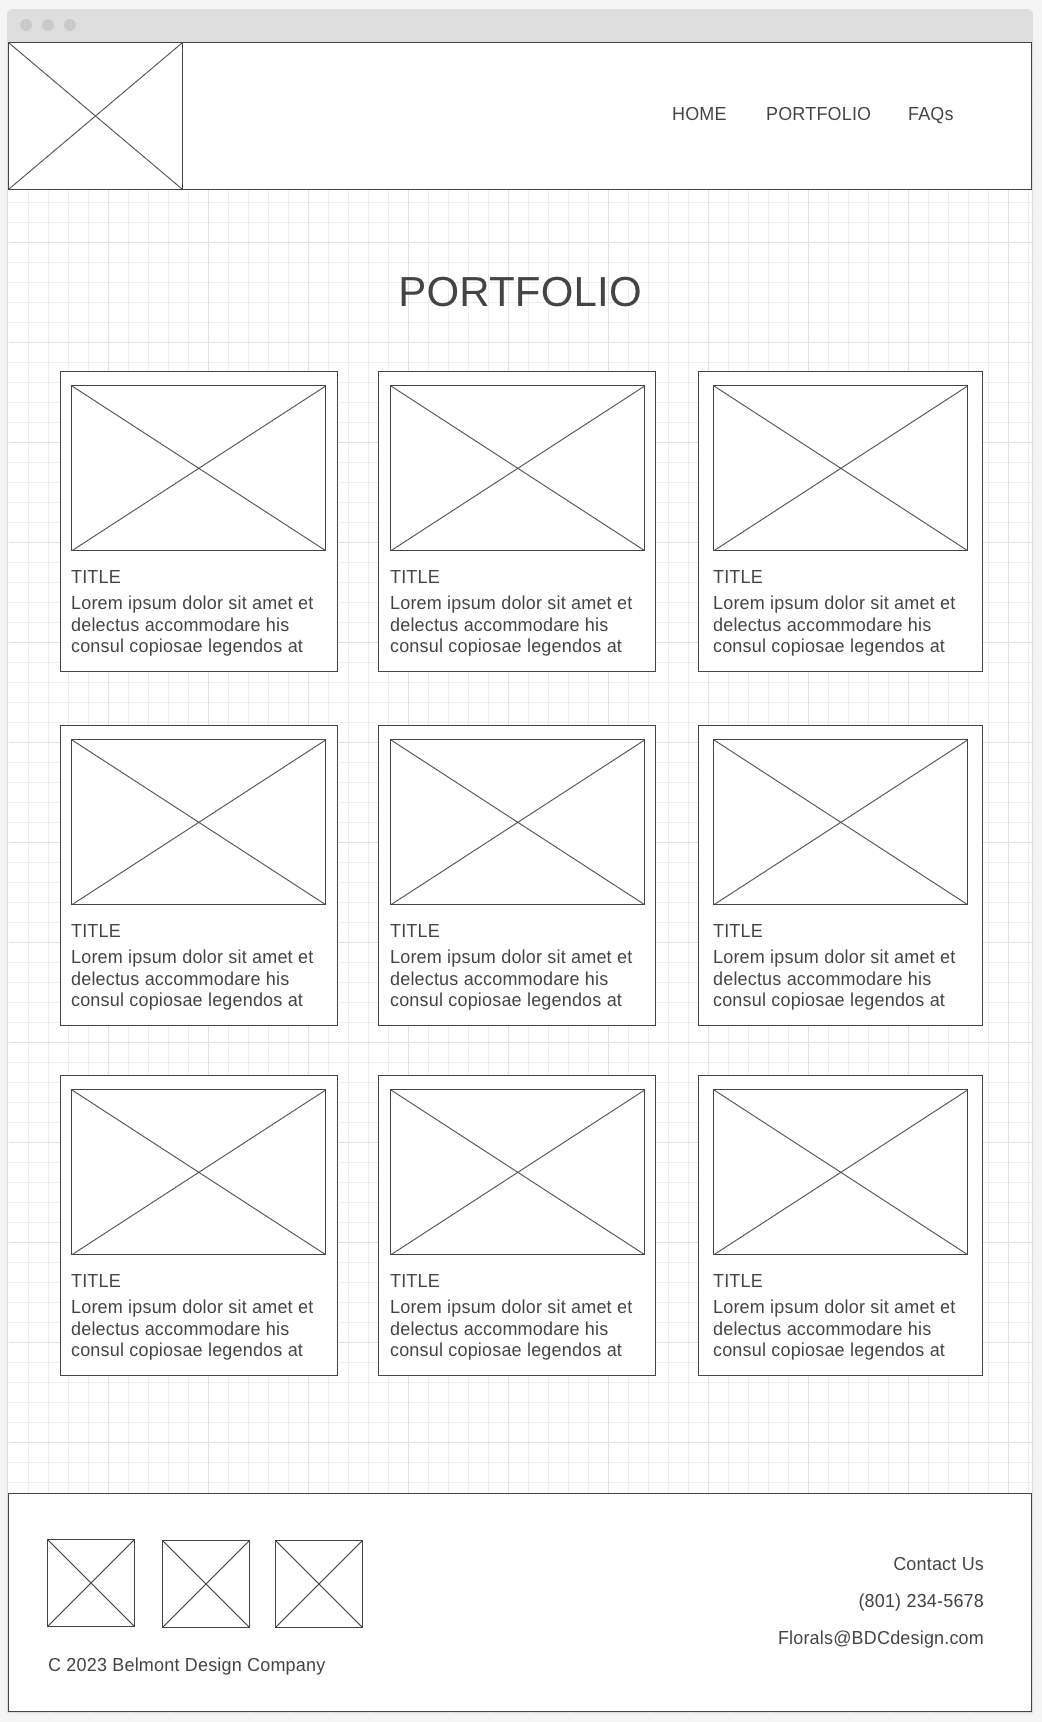 HOME PORTFOLIO FAQs
PORTFOLIO
TITLE
Lorem ipsum dolor sit amet et
delectus accommodare his
consul copiosae legendos at
TITLE
Lorem ipsum dolor sit amet et
delectus accommodare his
consul copiosae legendos at
TITLE
Lorem ipsum dolor sit amet et
delectus accommodare his
consul copiosae legendos at
TITLE
Lorem ipsum dolor sit amet et
delectus accommodare his
consul copiosae legendos at
TITLE
Lorem ipsum dolor sit amet et
delectus accommodare his
consul copiosae legendos at
TITLE
Lorem ipsum dolor sit amet et
delectus accommodare his
consul copiosae legendos at
TITLE
Lorem ipsum dolor sit amet et
delectus accommodare his
consul copiosae legendos at
TITLE
Lorem ipsum dolor sit amet et
delectus accommodare his
consul copiosae legendos at
TITLE
Lorem ipsum dolor sit amet et
delectus accommodare his
consul copiosae legendos at
C 2023 Belmont Design Company
Contact Us
(801) 234-5678
Florals@BDCdesign.com